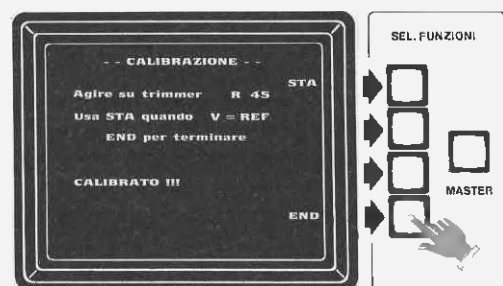 - - CALIBRAZIONE - -
STA
Agire su trimmer R 45
Usa STA quando V = REF
END per terminare
CALIBRATO !!!
END
SEL. FUNZIONI
MASTER